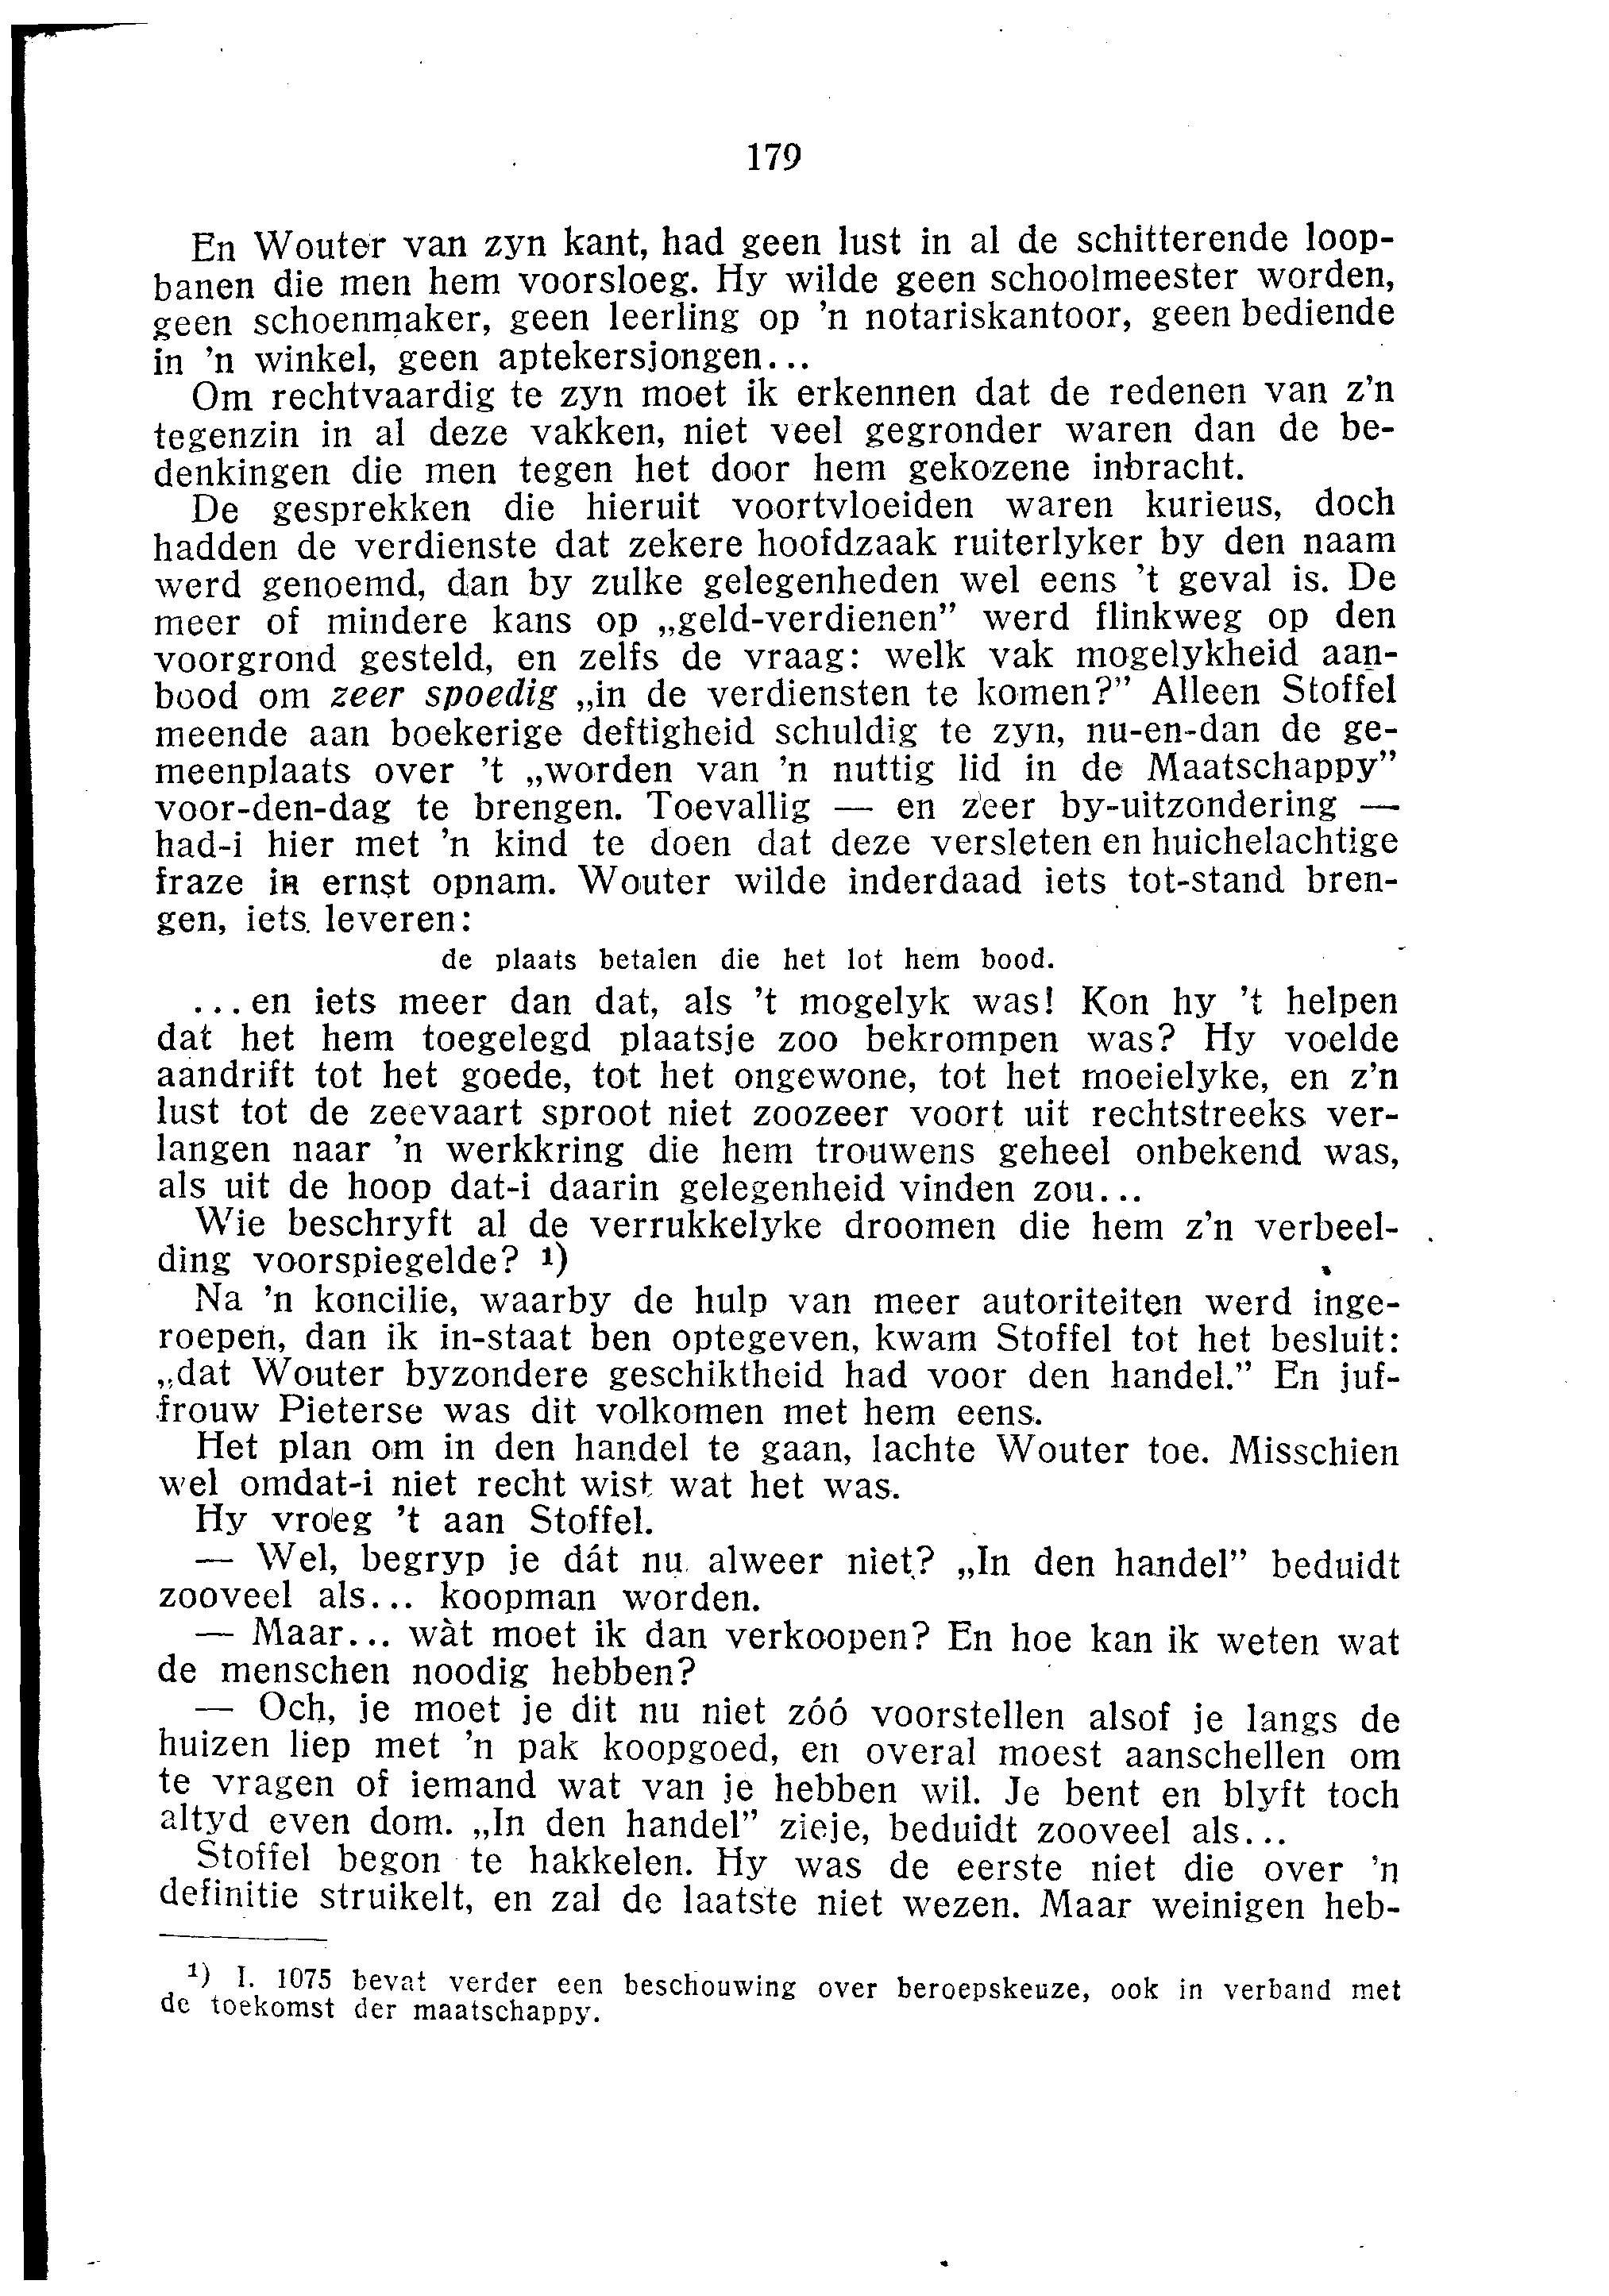 179
En Wouter van zyn kant, had geen lust in al de schitterende loop-
banen die men hem voorsloeg. Hy wilde geen schoolmeester worden,
geen schoenmaker, geen leerling op 'n notariskantoor, geen bediende
in 'n winkel, geen aptekersjongen...
Om rechtvaardig te zyn moet ik erkennen dat de redenen van z'n
tegenzin in al deze vakken, niet veel gegronder waren dan de be-
denkingen die men tegen het door hem gekozene inbracht.
De gesprekken die hieruit voortvloeiden waren kurieus, doch
hadden de verdienste dat zekere hoofdzaak ruiterlyker by den naam
werd genoemd, dan by zulke gelegenheden wel eens 't geval is. De
meer of mindere kans op „geld-verdienen” werd flinkweg op den
voorgrond gesteld, en zelfs de vraag: welk vak mogelykheid aan-
bood om zeer spoedig „in de verdiensten te komen?” Alleen Stoffel
meende aan boekerige deftigheid schuldig te zyn, nu-en-dan de ge-
meenplaats over 't „worden van 'n nuttig lid in de Maatschappy”
voor-den-dag te brengen. Toevallig — en zeer by-uitzondering —
had-i hier met 'n kind te doen dat deze versleten en huichelachtige
fraze in ernst opnam. Wouter wilde inderdaad iets tot-stand bren-
gen, iets leveren:
de plaats betalen die het lot hem bood.
...en iets meer dan dat, als 't mogelyk was! Kon hy 't helpen
dat het hem toegelegd plaatsje zoo bekrompen was? Hy voelde
aandrift tot het goede, tot het ongewone, tot het moeielyke, en z'n
lust tot de zeevaart sproot niet zoozeer voort uit rechtstreeks ver-
langen naar 'n werkkring die hem trouwens geheel onbekend was,
als uit de hoop dat-i daarin gelegenheid vinden zou...
Wie beschryft al de verrukkelyke droomen die hem z'n verbeel-
ding voorspiegelde? ¹)
Na 'n koncilie, waarby de hulp van meer autoriteiten werd inge-
roepen, dan ik in-staat ben optegeven, kwam Stoffel tot het besluit:
„dat Wouter byzondere geschiktheid had voor den handel.” En juf-
frouw Pieterse was dit volkomen met hem eens.
Het plan om in den handel te gaan, lachte Wouter toe. Misschien
wel omdat-i niet recht wist wat het was.
Hy vroeg 't aan Stoffel.
— Wel, begryp je dát nu alweer niet? „In den handel” beduidt
zooveel als... koopman worden.
— Maar... wàt moet ik dan verkoopen? En hoe kan ik weten wat
de menschen noodig hebben?
— Och, je moet je dit nu niet zóó voorstellen alsof je langs de
huizen liep met 'n pak koopgoed, en overal moest aanschellen om
te vragen of iemand wat van je hebben wil. Je bent en blyft toch
altyd even dom. „In den handel” zieje, beduidt zooveel als...
Stoffel begon te hakkelen. Hy was de eerste niet die over 'n
definitie struikelt, en zal de laatste niet wezen. Maar weinigen heb-
¹) I. 1075 bevat verder een beschouwing over beroepskeuze, ook in verband met
de toekomst der maatschappy.